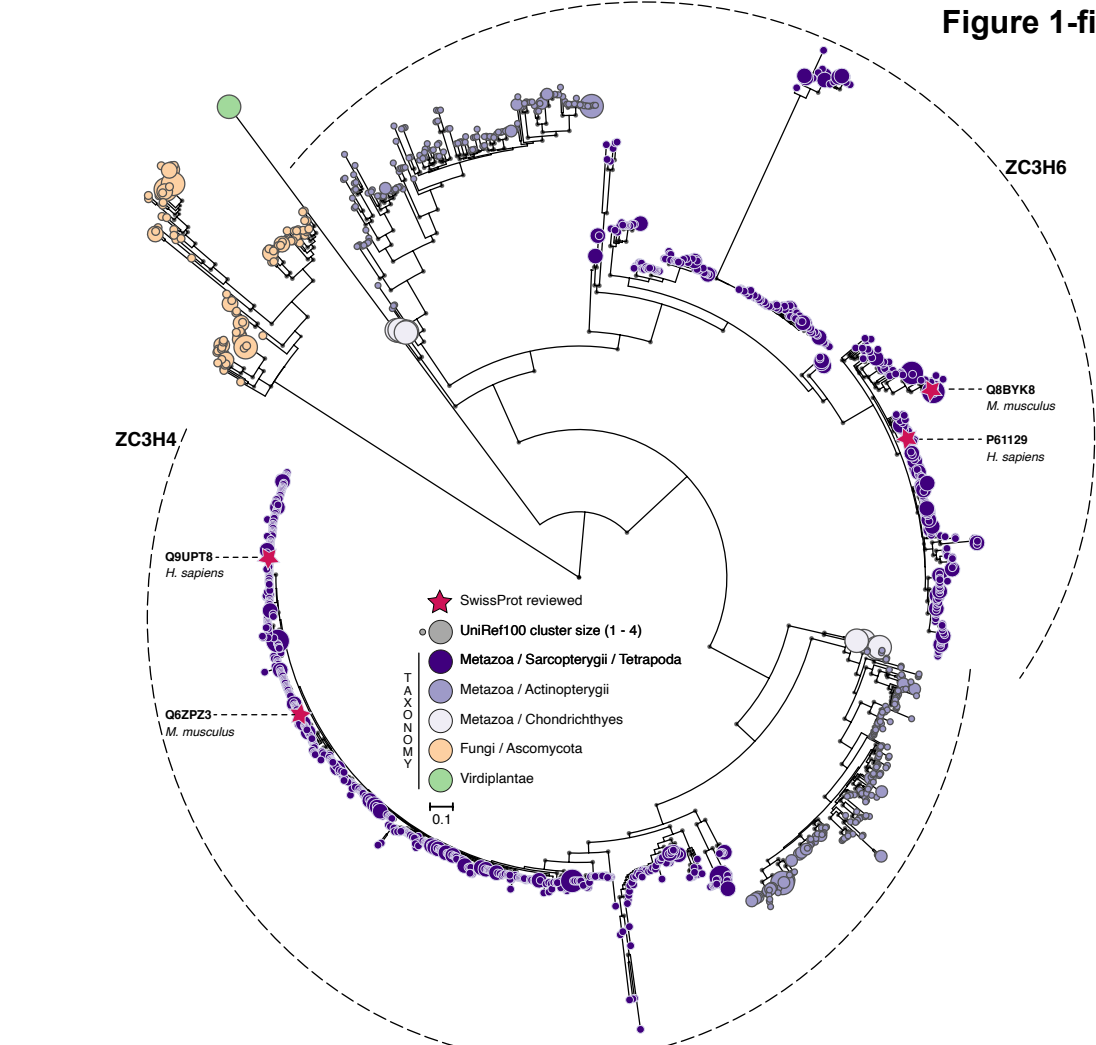 Figure 1-fi
ZC3H6
Q8BYK8
M. musculus
P61129
H. sapiens
ZC3H4
Q9UPT8
H. sapiens
Q6ZPZ3
M. musculus
SwissProt reviewed
UniRef100 cluster size (1 - 4)
TAXONOMY
Metazoa / Sarcopterygii / Tetrapoda
Metazoa / Actinopterygii
Metazoa / Chondrichthyes
Fungi / Ascomycota
Virdiplantae
0.1